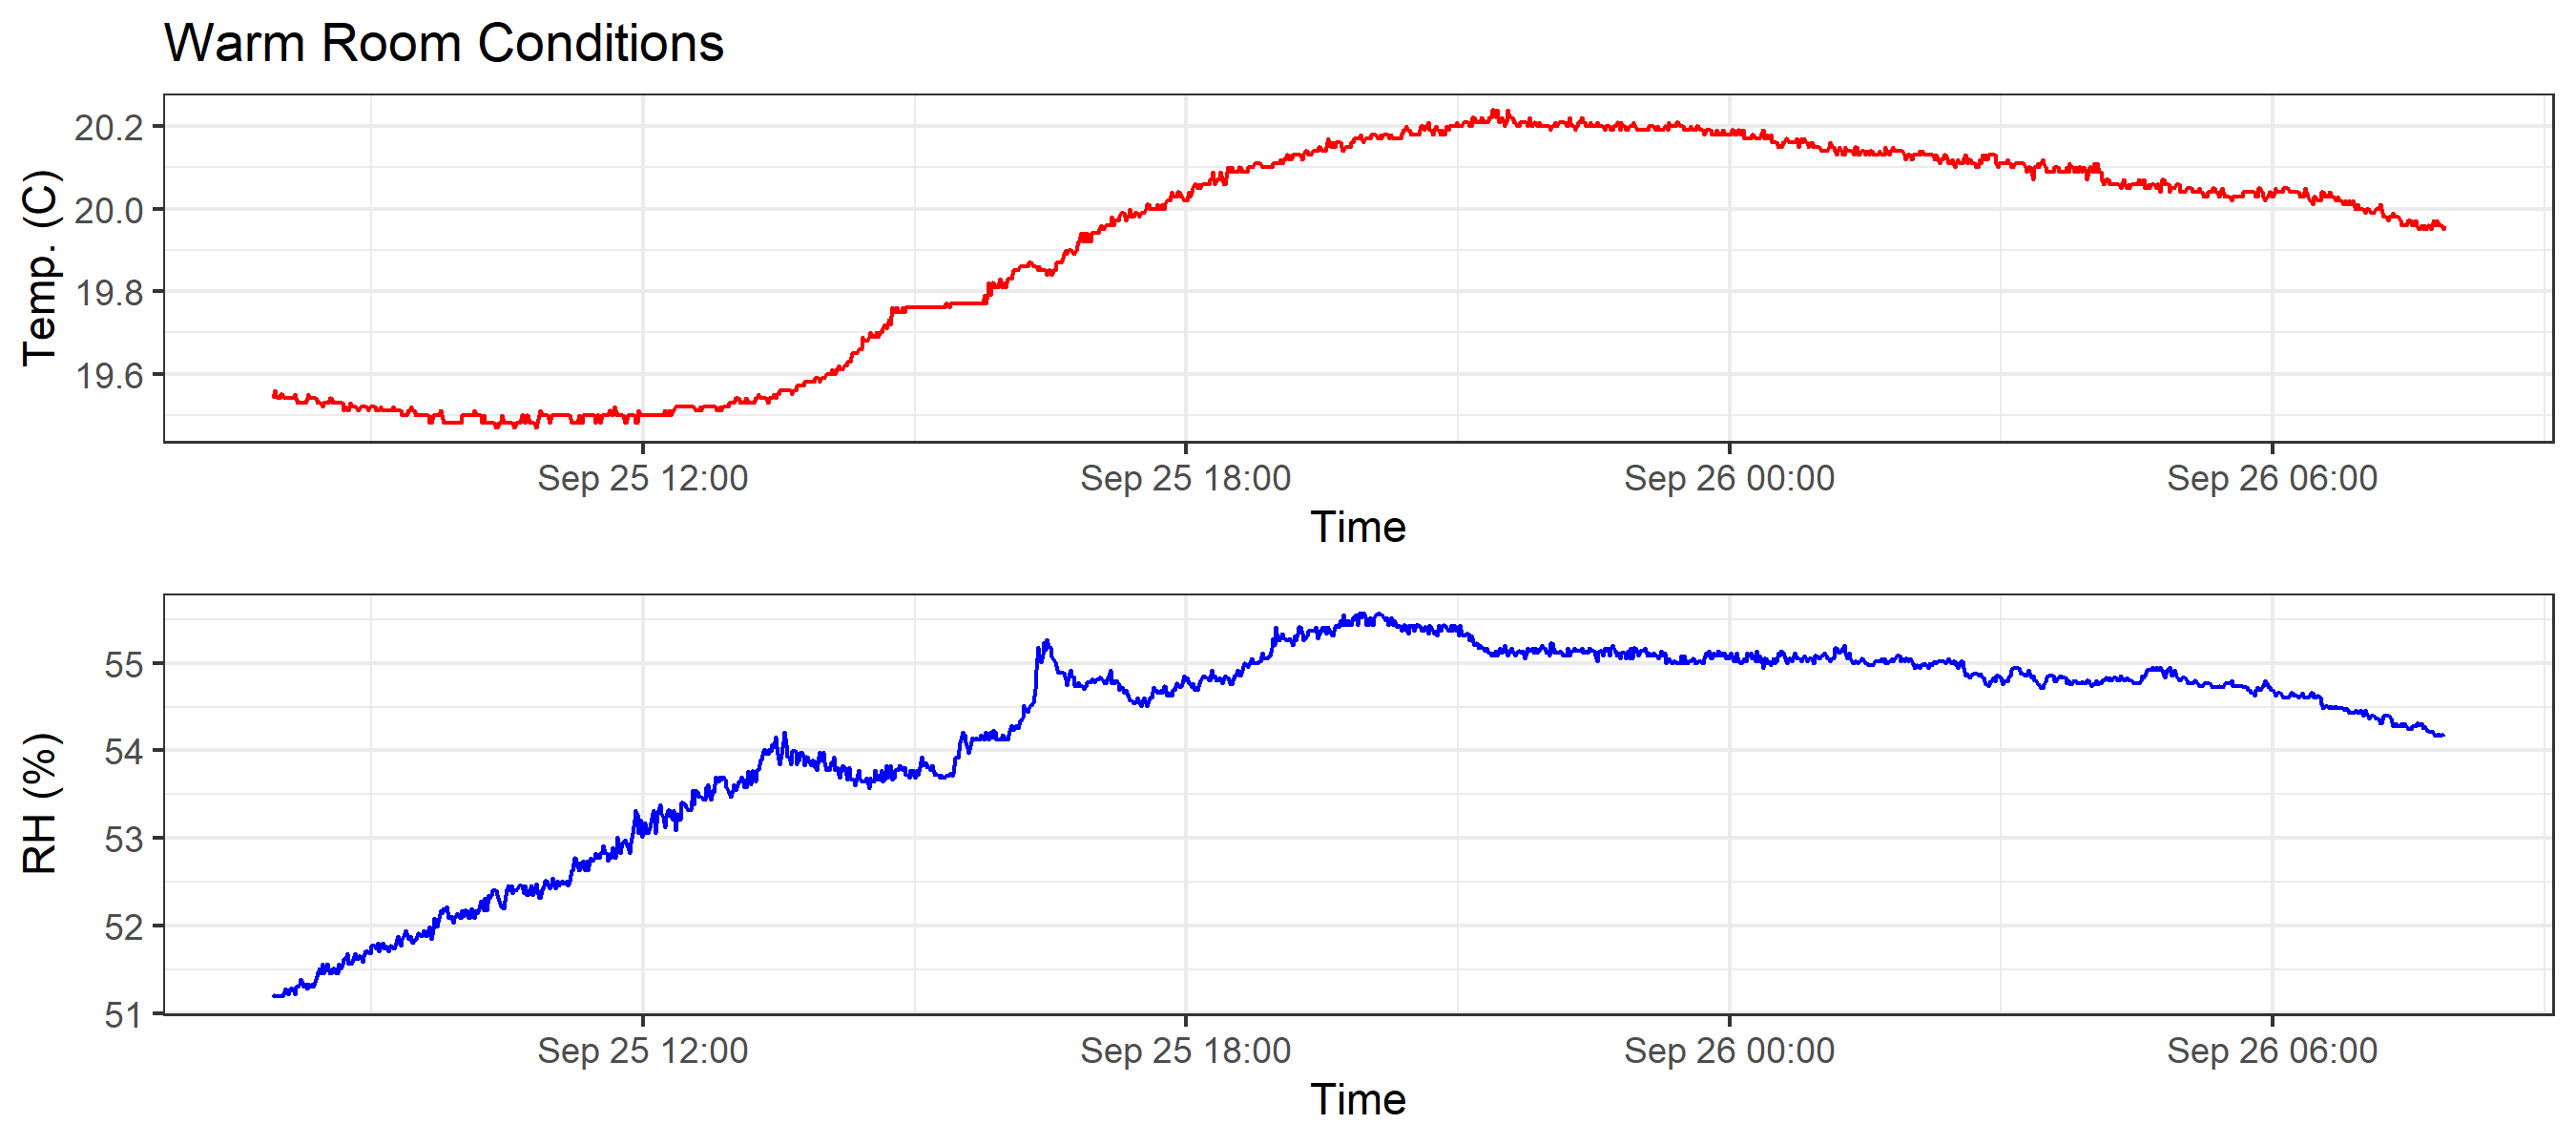 Warm Room Conditions
Temp. (C)
20.2
20.0
19.8
19.6
Sep 25 12:00 Sep 25 18:00 Sep 26 00:00 Sep 26 06:00
Time
RH (%)
55
54
53
52
51
Sep 25 12:00 Sep 25 18:00 Sep 26 00:00 Sep 26 06:00
Time